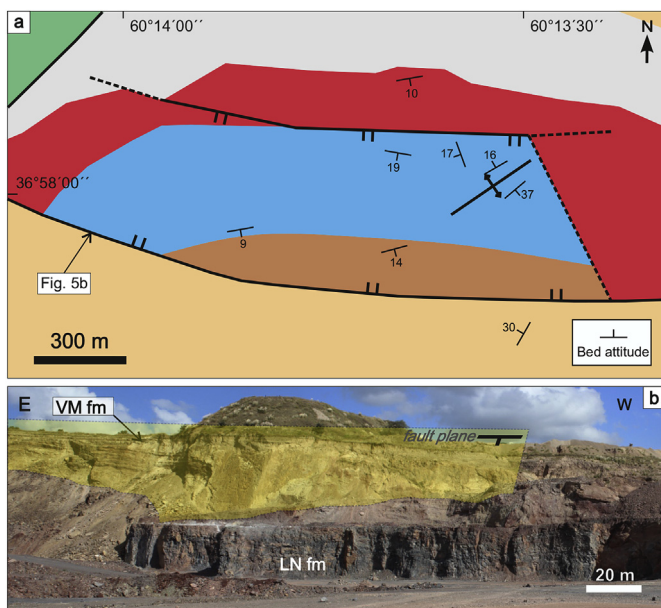 a
60°14´00´´
60°13´30´´
N
10
17
16
19
37
36°58´00´´
9
14
Fig. 5b
30
300 m
Bed attitude
b
E
W
VM fm
fault plane
LN fm
20 m